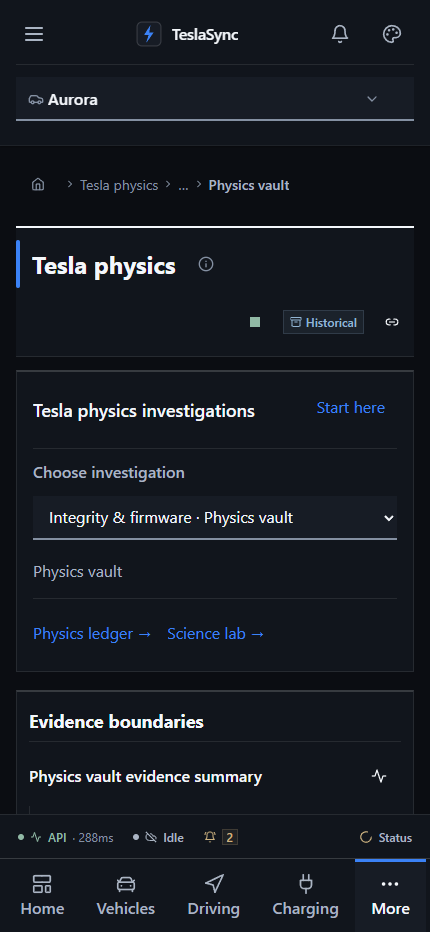 TeslaSync
Aurora
Tesla physics
...
Physics vault
Tesla physics
Historical
Tesla physics investigations
Start here
Choose investigation
Integrity & firmware · Physics vault
Physics vault
Physics ledger → Science lab →
Evidence boundaries
Physics vault evidence summary
API · 288ms Idle 2 Status
Home Vehicles Driving Charging More